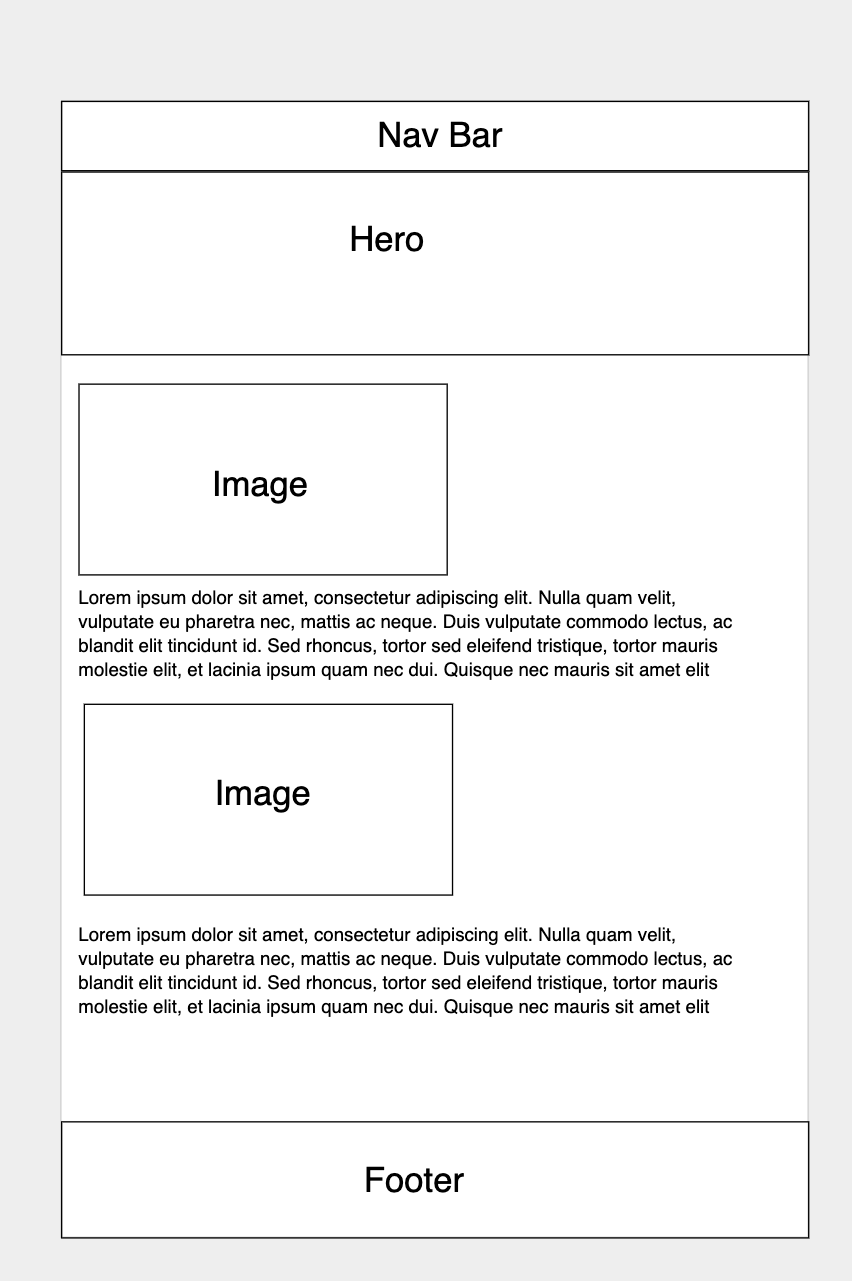 Nav Bar
Hero
Image
Lorem ipsum dolor sit amet, consectetur adipiscing elit. Nulla quam velit,
vulputate eu pharetra nec, mattis ac neque. Duis vulputate commodo lectus, ac
blandit elit tincidunt id. Sed rhoncus, tortor sed eleifend tristique, tortor mauris
molestie elit, et lacinia ipsum quam nec dui. Quisque nec mauris sit amet elit
Image
Lorem ipsum dolor sit amet, consectetur adipiscing elit. Nulla quam velit,
vulputate eu pharetra nec, mattis ac neque. Duis vulputate commodo lectus, ac
blandit elit tincidunt id. Sed rhoncus, tortor sed eleifend tristique, tortor mauris
molestie elit, et lacinia ipsum quam nec dui. Quisque nec mauris sit amet elit
Footer